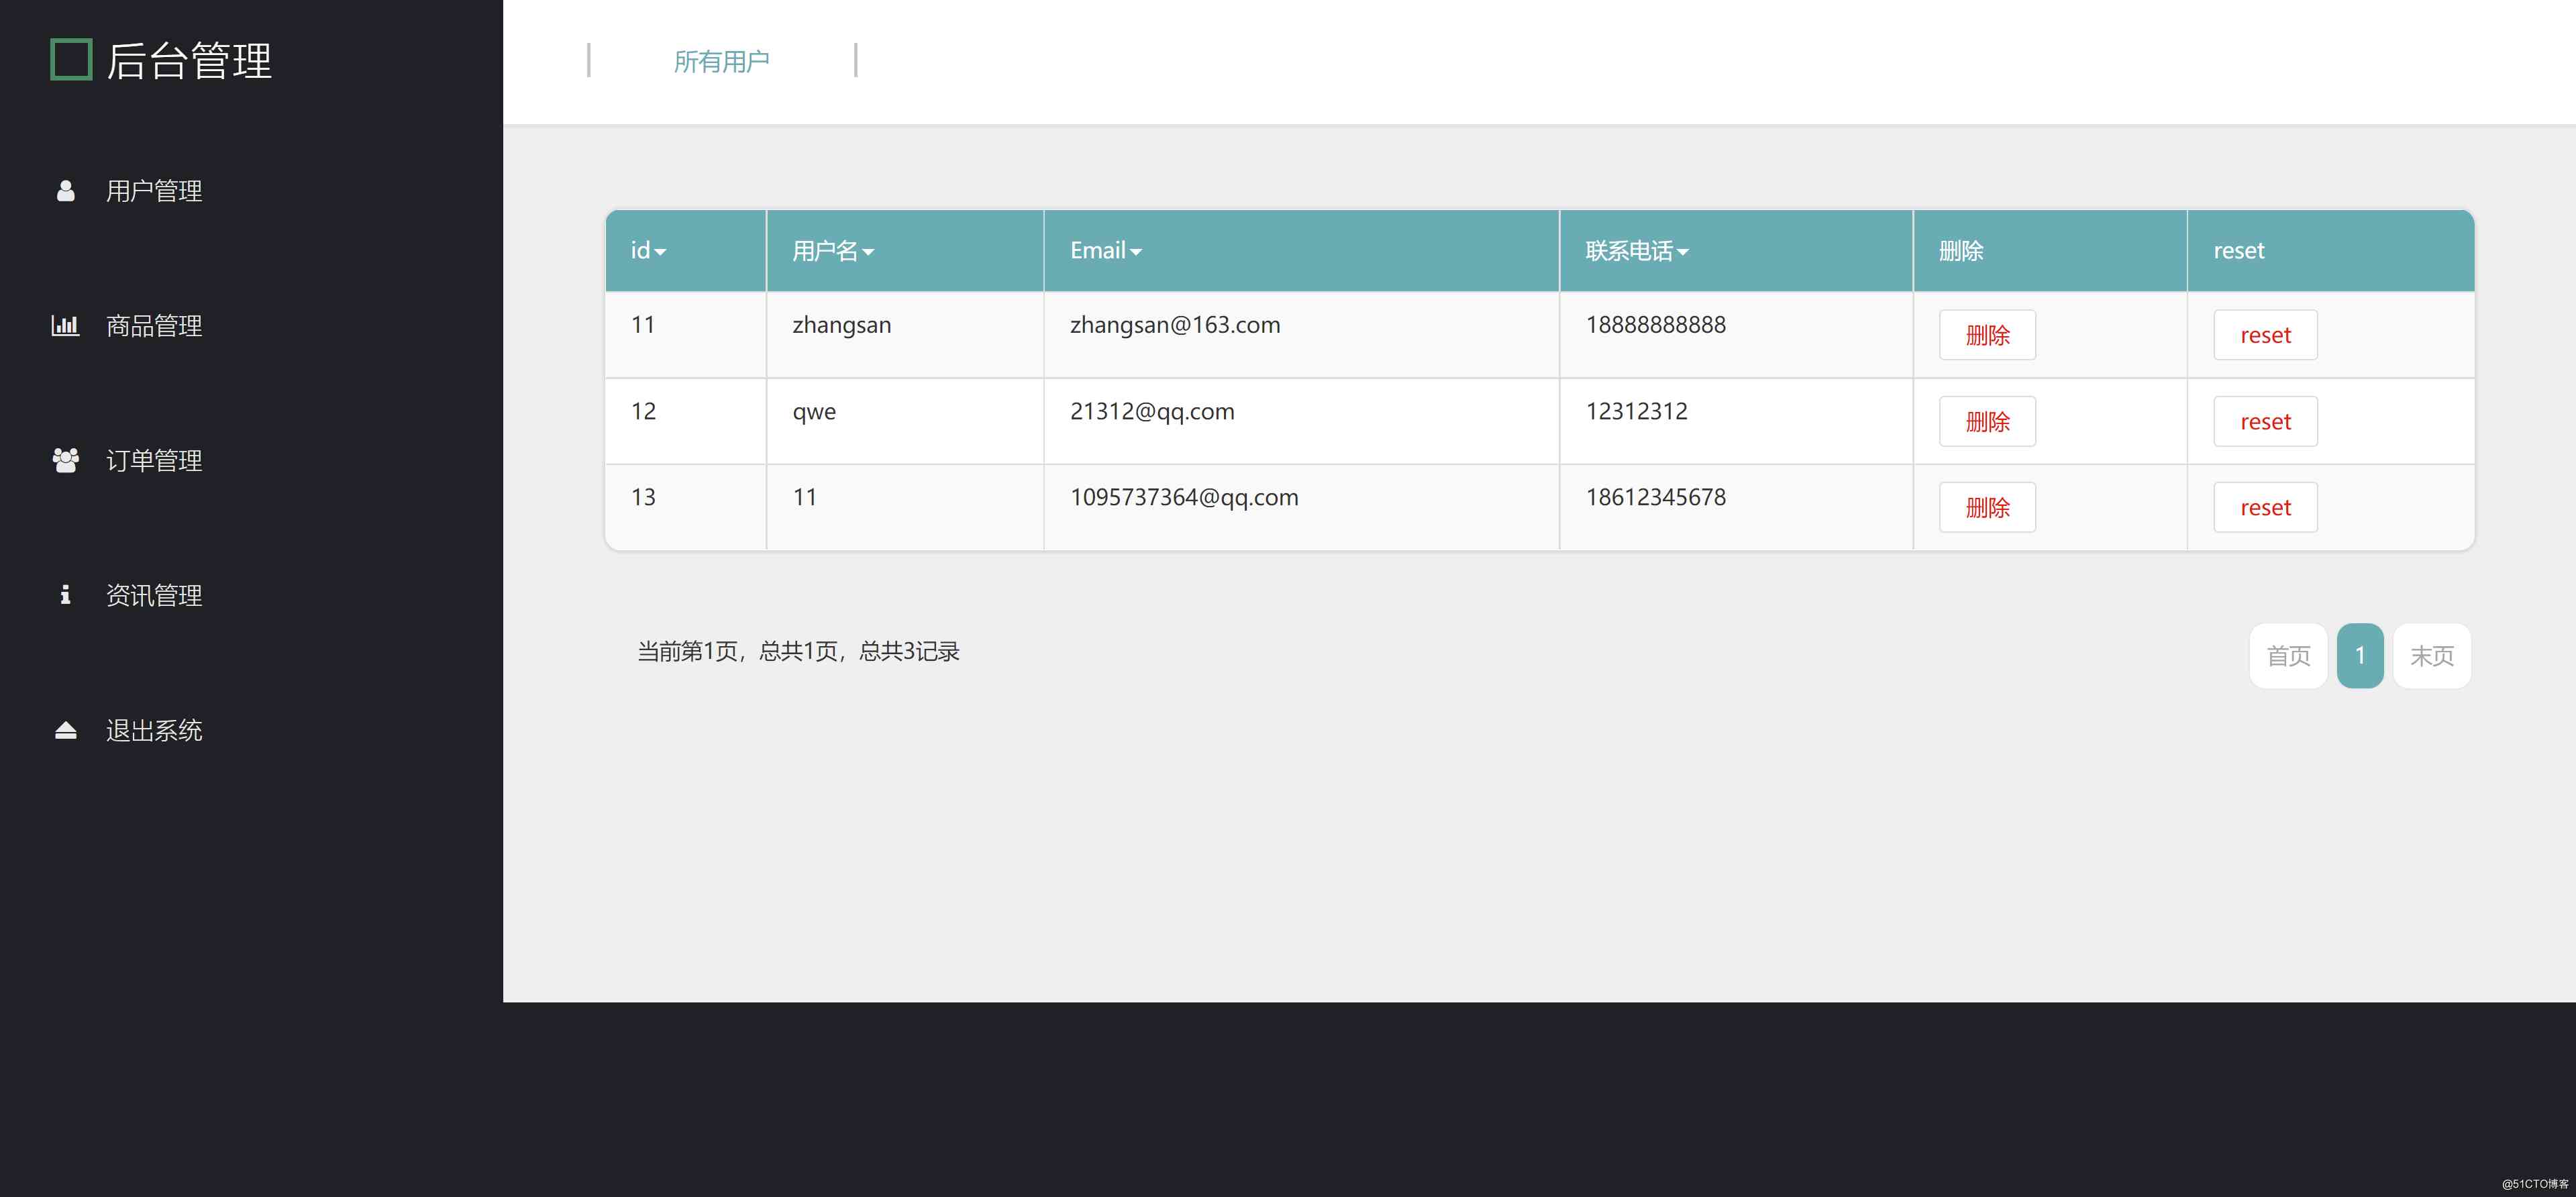 后台管理
用户管理
商品管理
订单管理
资讯管理
退出系统
所有用户
id 用户名 Email 联系电话 删除 reset
11 zhangsan zhangsan@163.com 18888888888 删除 reset
12 qwe 21312@qq.com 12312312 删除 reset
13 11 1095737364@qq.com 18612345678 删除 reset
当前第1页，总共1页，总共3记录
首页 1 末页
@51CTO博客